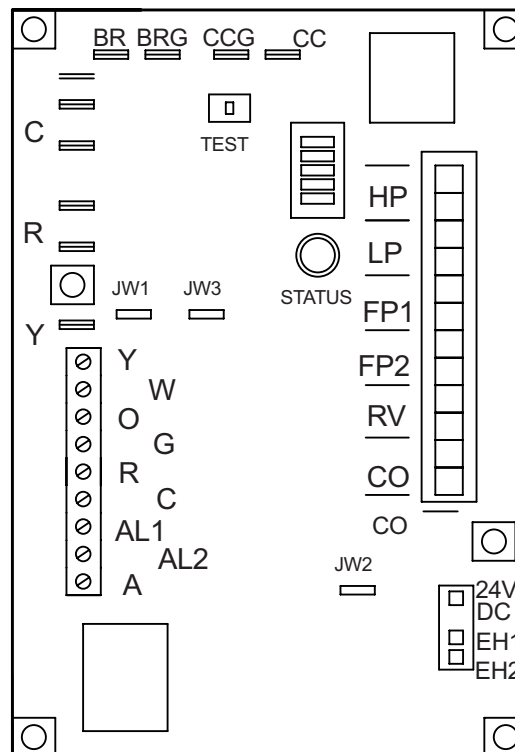 BR BRG CCG CC
C
TEST
R
HP
LP
STATUS
JW1 JW3
FP1
Y
Y
W
FP2
O
G
RV
R
C
CO
AL1
CO
AL2
JW2
A
24V
DC
EH1
EH2